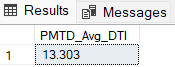 Results Messages
PMTD_Avg_DTI
1 13.303